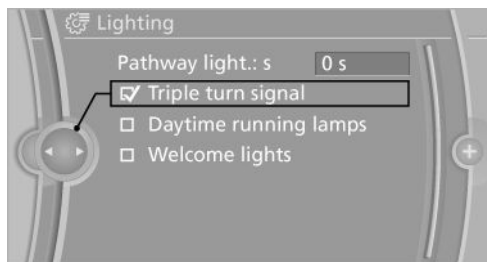 Lighting
Pathway light.: s 0 s
Triple turn signal
Daytime running lamps
Welcome lights